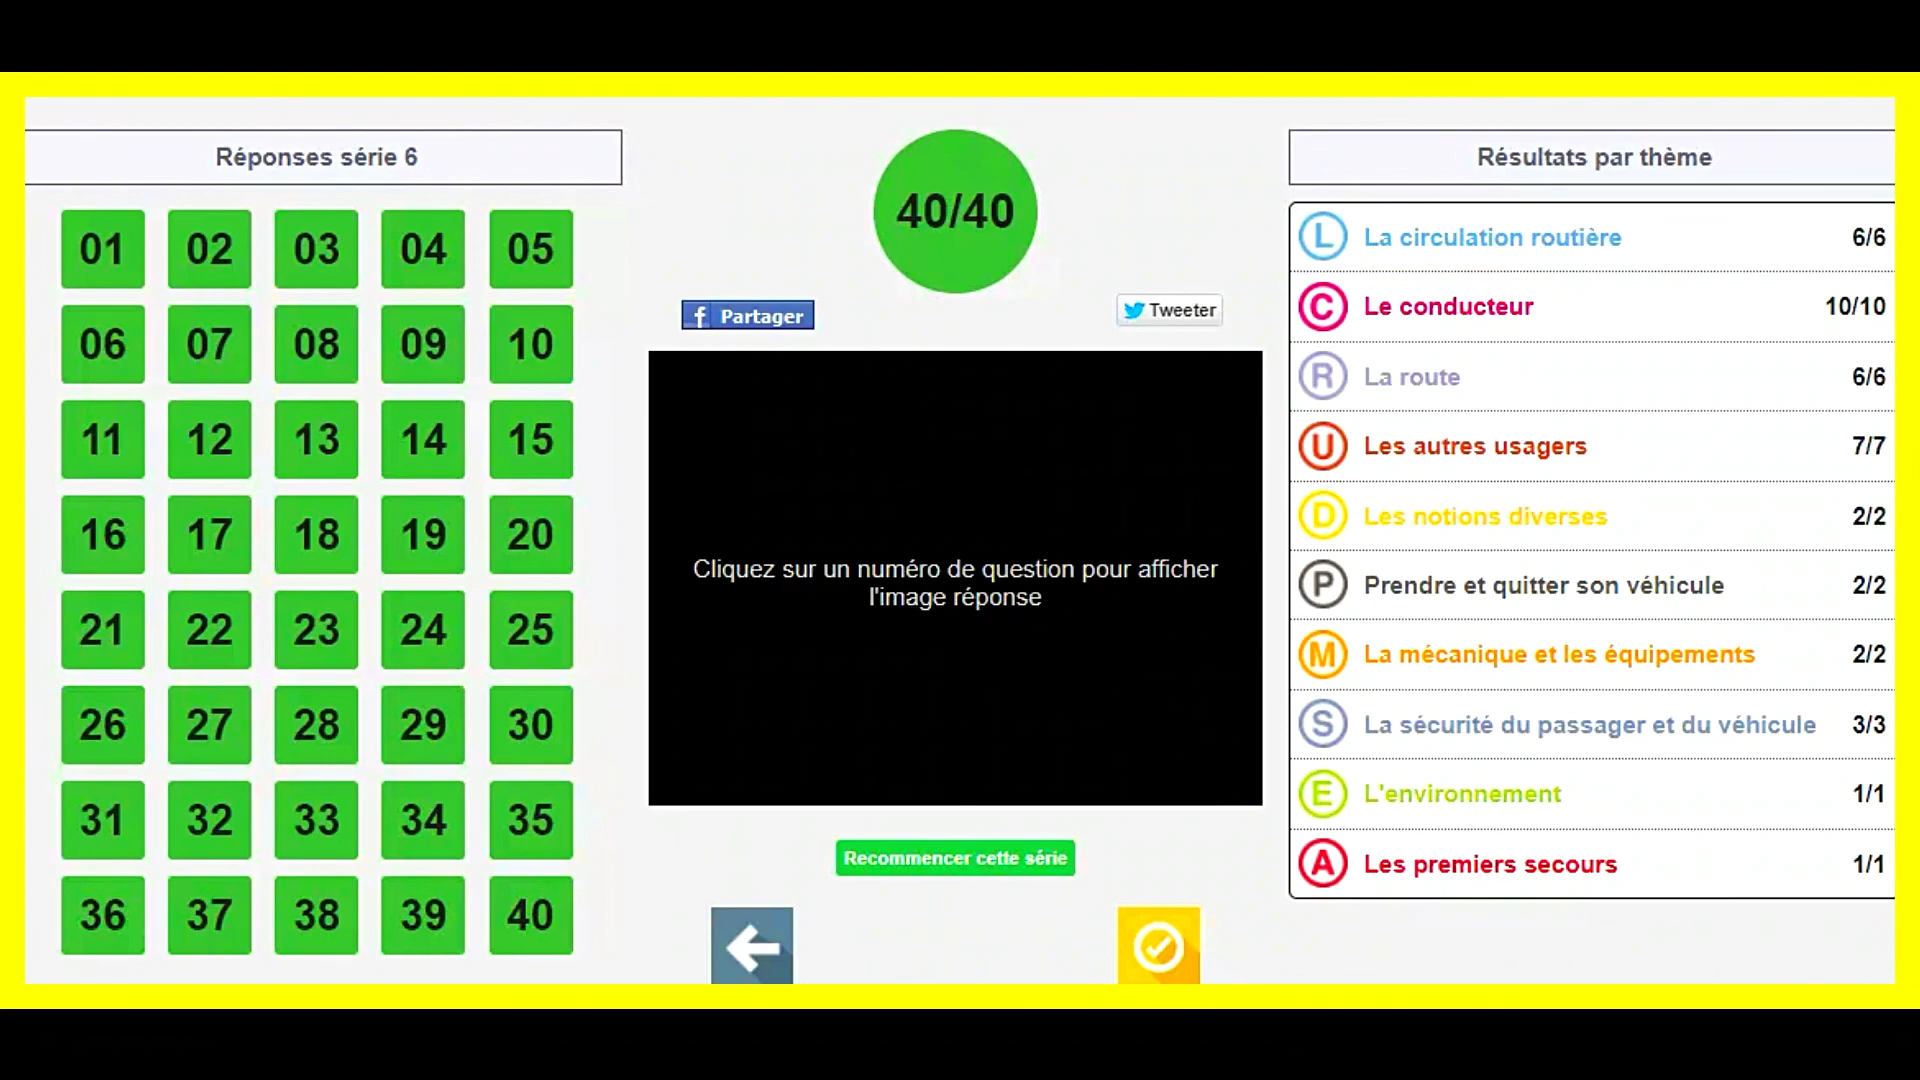 Réponses série 6
01 02 03 04 05
06 07 08 09 10
11 12 13 14 15
16 17 18 19 20
21 22 23 24 25
26 27 28 29 30
31 32 33 34 35
36 37 38 39 40
40/40
f Partager
Tweeter
Cliquez sur un numéro de question pour afficher
l'image réponse
Recommencer cette série
Résultats par thème
L La circulation routière 6/6
C Le conducteur 10/10
R La route 6/6
U Les autres usagers 7/7
D Les notions diverses 2/2
P Prendre et quitter son véhicule 2/2
M La mécanique et les équipements 2/2
S La sécurité du passager et du véhicule 3/3
E L'environnement 1/1
A Les premiers secours 1/1